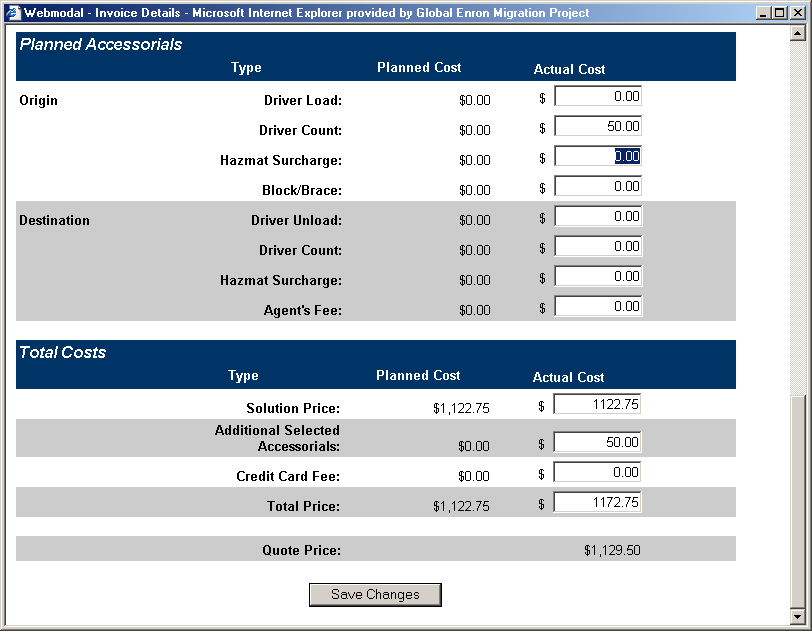 Webmodal - Invoice Details - Microsoft Internet Explorer provided by Global Enron Migration Project
Planned Accessorials
Type Planned Cost Actual Cost
Origin Driver Load: $0.00 $ 0.00
Driver Count: $0.00 $ 50.00
Hazmat Surcharge: $0.00 $ 0.00
Block/Brace: $0.00 $ 0.00
Destination Driver Unload: $0.00 $ 0.00
Driver Count: $0.00 $ 0.00
Hazmat Surcharge: $0.00 $ 0.00
Agent's Fee: $0.00 $ 0.00
Total Costs
Type Planned Cost Actual Cost
Solution Price: $1,122.75 $ 1122.75
Additional Selected
Accessorials: $0.00 $ 50.00
Credit Card Fee: $0.00 $ 0.00
Total Price: $1,122.75 $ 1172.75
Quote Price: $1,129.50
Save Changes